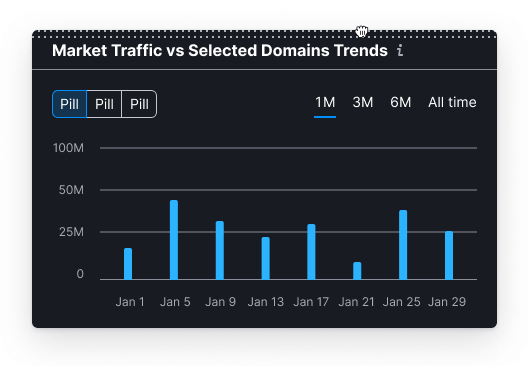 Market Traffic vs Selected Domains Trends i
Pill Pill Pill 1M 3M 6M All time
100M
50M
25M
0
Jan 1 Jan 5 Jan 9 Jan 13 Jan 17 Jan 21 Jan 25 Jan 29